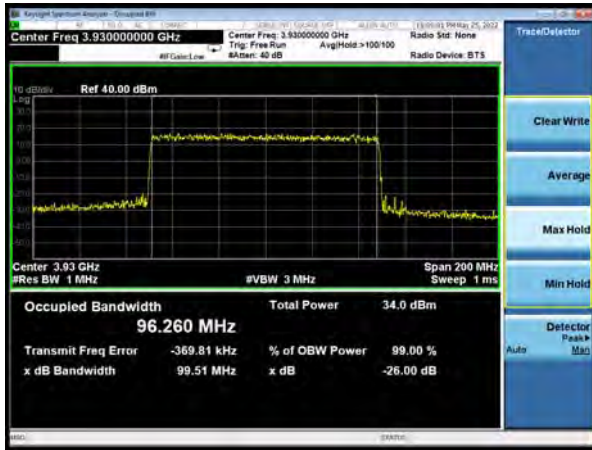 Keysight Spectrum Analyzer - Occupied BW
Center Freq 3.930000000 GHz
Center Freq: 3.930000000 GHz
Trig: Free Run Avg|Hold:>100/100
#IFGain:Low #Atten: 40 dB
Radio Std: None
Radio Device: BTS
Trace/Detector
10 dB/div Ref 40.00 dBm
Log
Clear Write
Average
Max Hold
Min Hold
Detector
Peak▶
Auto Man
Center 3.93 GHz Span 200 MHz
#Res BW 1 MHz #VBW 3 MHz Sweep 1 ms
Occupied Bandwidth Total Power 34.0 dBm
96.260 MHz
Transmit Freq Error -369.81 kHz % of OBW Power 99.00 %
x dB Bandwidth 99.51 MHz x dB -26.00 dB
MSG STATUS